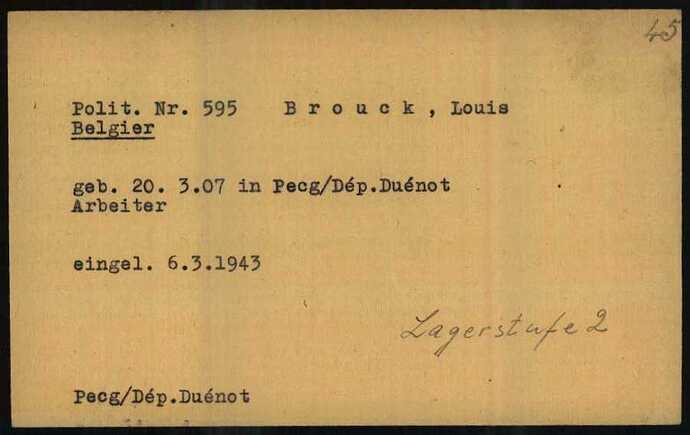 45
Polit. Nr. 595 Brouck, Louis
Belgier
geb. 20. 3.07 in Pecg/Dép.Duénot
Arbeiter
eingel. 6.3.1943
Lagerstufe 2
Pecg/Dép.Duénot